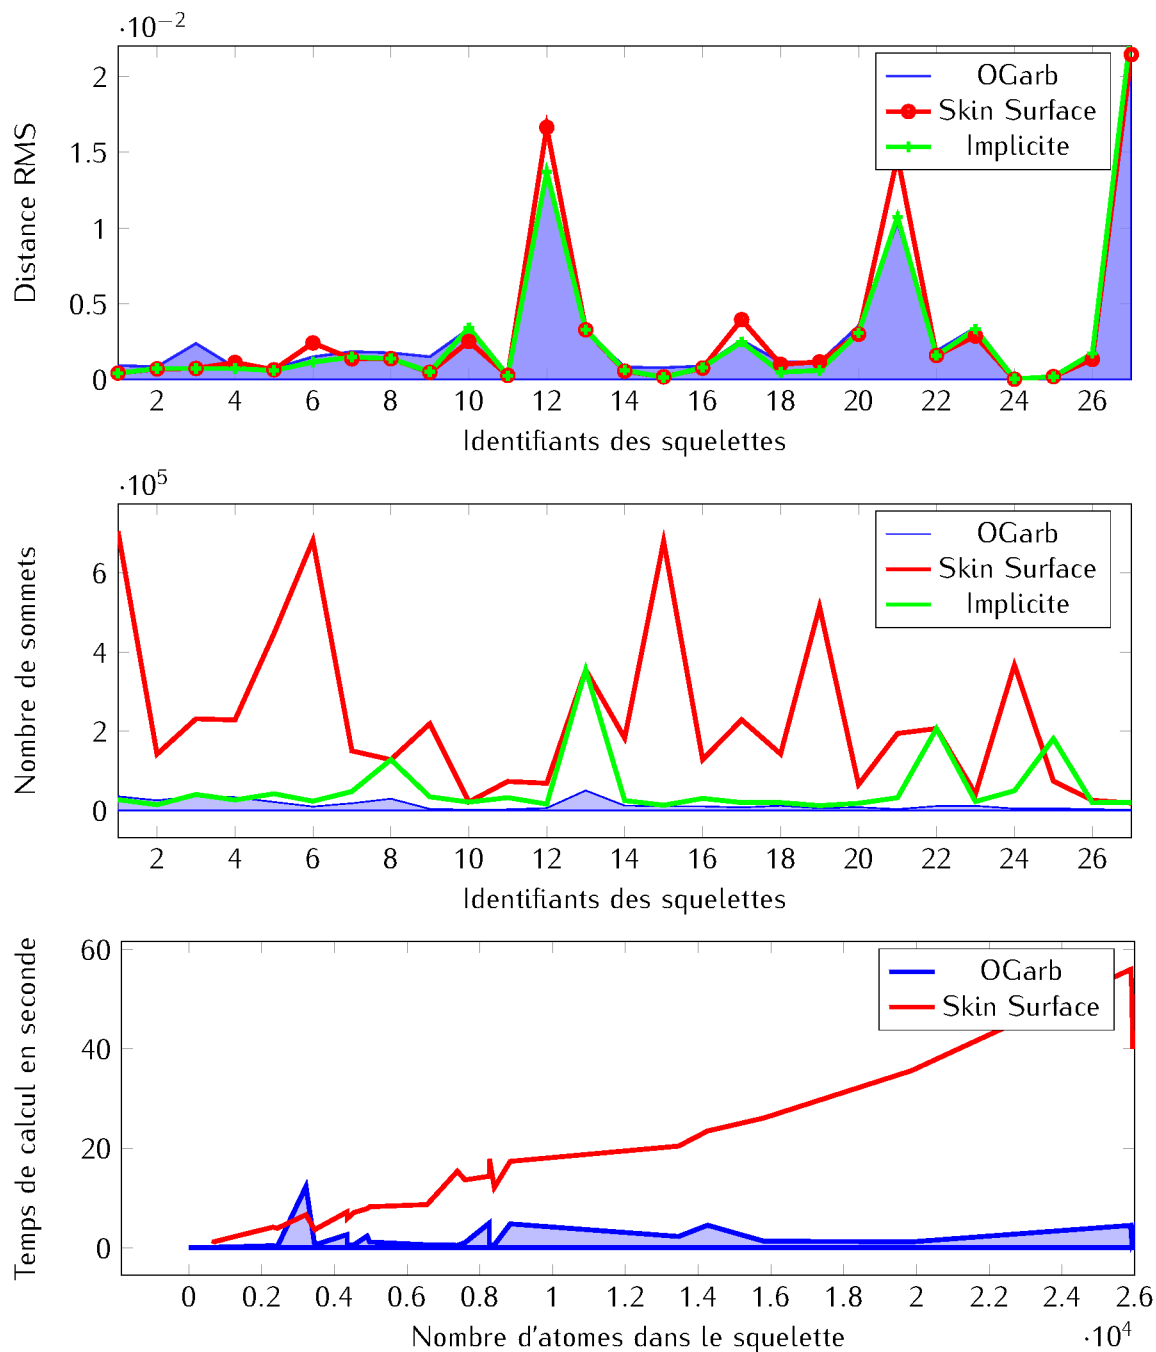 ·10⁻²
Distance RMS
2
1.5
1
0.5
0
OGarb
Skin Surface
Implicite
2 4 6 8 10 12 14 16 18 20 22 24 26
Identifiants des squelettes
·10⁵
Nombre de sommets
6
4
2
0
OGarb
Skin Surface
Implicite
2 4 6 8 10 12 14 16 18 20 22 24 26
Identifiants des squelettes
Temps de calcul en seconde
60
40
20
0
OGarb
Skin Surface
0 0.2 0.4 0.6 0.8 1 1.2 1.4 1.6 1.8 2 2.2 2.4 2.6
Nombre d'atomes dans le squelette
·10⁴